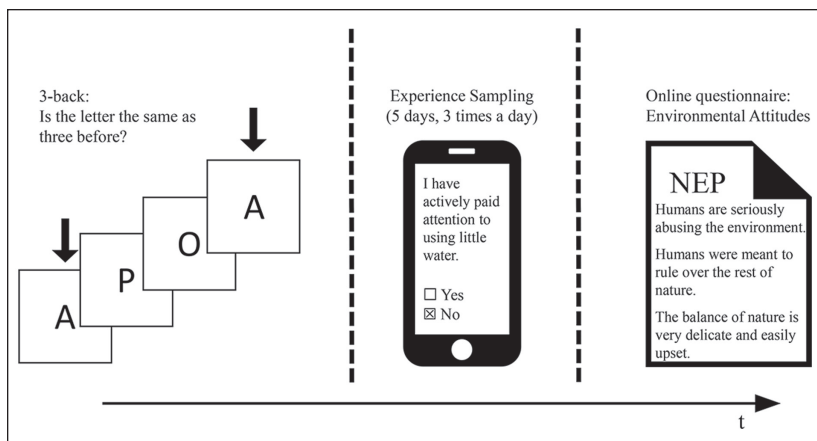 3-back:
Is the letter the same as
three before?
A
P
O
A
Experience Sampling
(5 days, 3 times a day)
I have
actively paid
attention to
using little
water.
☐ Yes
☒ No
Online questionnaire:
Environmental Attitudes
NEP
Humans are seriously
abusing the environment.
Humans were meant to
rule over the rest of
nature.
The balance of nature is
very delicate and easily
upset.
t